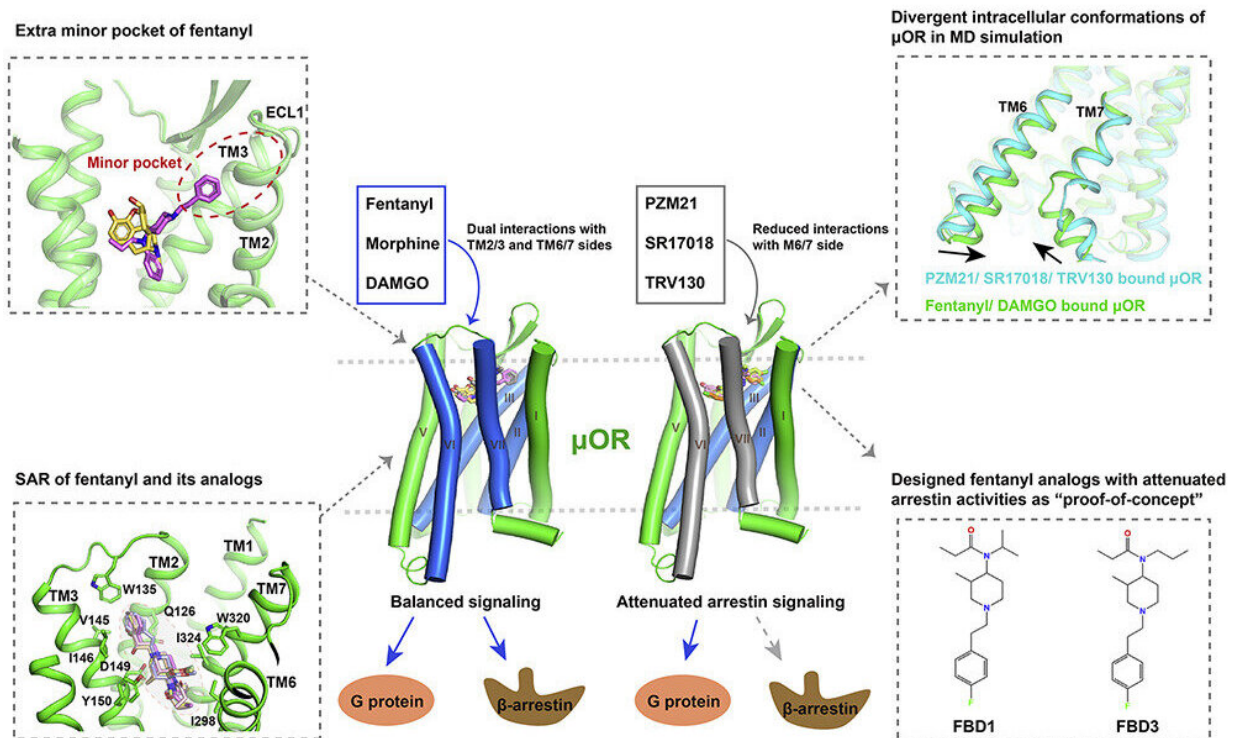 Extra minor pocket of fentanyl
ECL1
TM3
Minor pocket
TM2
Fentanyl
Morphine
DAMGO
Dual interactions with
TM2/3 and TM6/7 sides
PZM21
SR17018
TRV130
Reduced interactions
with M6/7 side
Divergent intracellular conformations of
μOR in MD simulation
TM6
TM7
PZM21/ SR17018/ TRV130 bound μOR
Fentanyl/ DAMGO bound μOR
III
I
V
VI
VII
II
μOR
III
I
V
VI
VII
II
SAR of fentanyl and its analogs
TM1
TM2
TM7
TM3
W135
Q126
V145
W320
I324
I146
D149
TM6
Y150
I298
Balanced signaling
G protein
β-arrestin
Attenuated arrestin signaling
G protein
β-arrestin
Designed fentanyl analogs with attenuated
arrestin activities as “proof-of-concept”
O
N
N
F
FBD1
O
N
N
F
FBD3